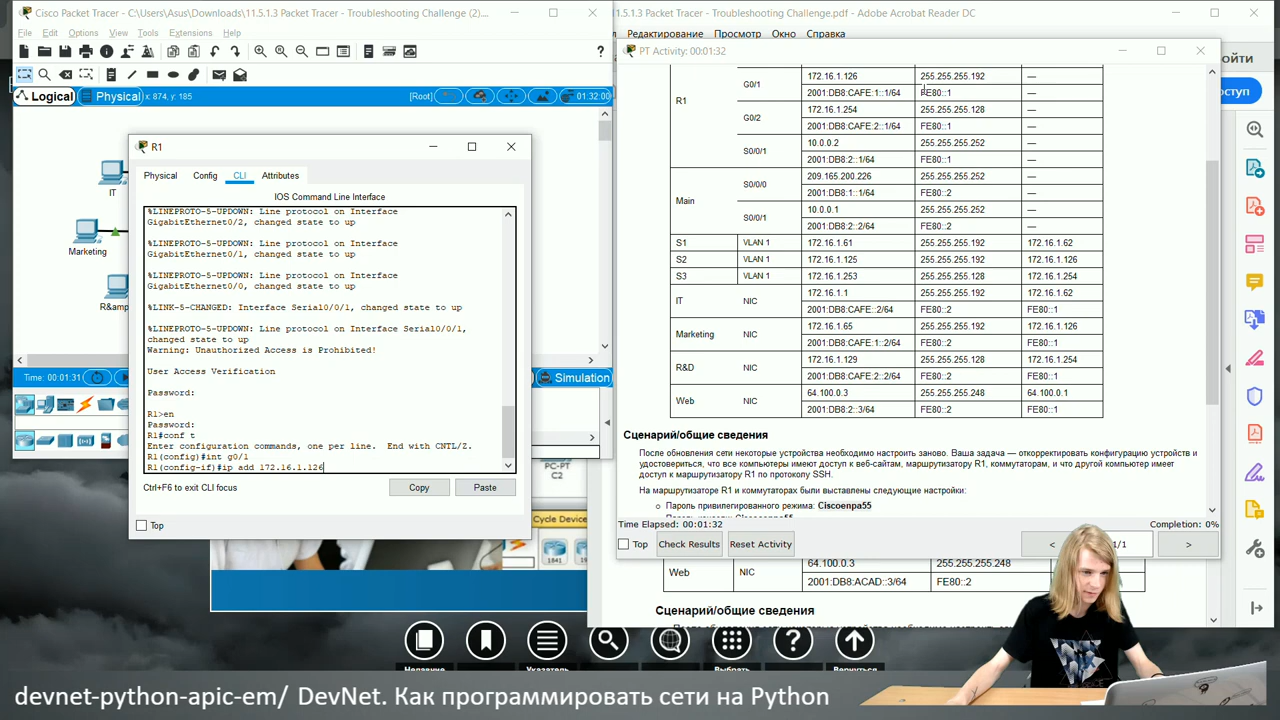 Cisco Packet Tracer - C:\Users\Asus\Downloads\11.5.1.3 Packet Tracer - Troubleshooting Challenge (2)....
File Edit Options View Tools Extensions Help
Logical
Physical
x: 874, y: 185
[Root]
01:32:00
IT
Marketing
R&amp
Time: 00:01:31
Simulation
PC-PT
C2
Cycle Device
1841
R1
Physical Config CLI Attributes
IOS Command Line Interface
%LINEPROTO-5-UPDOWN: Line protocol on Interface
GigabitEthernet0/2, changed state to up
%LINEPROTO-5-UPDOWN: Line protocol on Interface
GigabitEthernet0/1, changed state to up
%LINEPROTO-5-UPDOWN: Line protocol on Interface
GigabitEthernet0/0, changed state to up
%LINK-5-CHANGED: Interface Serial0/0/1, changed state to up
%LINEPROTO-5-UPDOWN: Line protocol on Interface Serial0/0/1,
changed state to up
Warning: Unauthorized Access is Prohibited!
User Access Verification
Password:
R1>en
Password:
R1#conf t
Enter configuration commands, one per line. End with CNTL/Z.
R1(config)#int g0/1
R1(config-if)#ip add 172.16.1.126
Ctrl+F6 to exit CLI focus
Copy
Paste
Top
.1.3 Packet Tracer - Troubleshooting Challenge.pdf - Adobe Acrobat Reader DC
Редактирование Просмотр Окно Справка
ойти
оступ
PT Activity: 00:01:32
R1 G0/1 172.16.1.126 255.255.255.192 —
2001:DB8:CAFE:1::1/64 FE80::1 —
G0/2 172.16.1.254 255.255.255.128 —
2001:DB8:CAFE:2::1/64 FE80::1 —
S0/0/1 10.0.0.2 255.255.255.252 —
2001:DB8:2::1/64 FE80::1 —
Main S0/0/0 209.165.200.226 255.255.255.252 —
2001:DB8:1::1/64 FE80::2 —
S0/0/1 10.0.0.1 255.255.255.252 —
2001:DB8:2::2/64 FE80::2 —
S1 VLAN 1 172.16.1.61 255.255.255.192 172.16.1.62
S2 VLAN 1 172.16.1.125 255.255.255.192 172.16.1.126
S3 VLAN 1 172.16.1.253 255.255.255.128 172.16.1.254
IT NIC 172.16.1.1 255.255.255.192 172.16.1.62
2001:DB8:CAFE::2/64 FE80::2 FE80::1
Marketing NIC 172.16.1.65 255.255.255.192 172.16.1.126
2001:DB8:CAFE:1::2/64 FE80::2 FE80::1
R&D NIC 172.16.1.129 255.255.255.128 172.16.1.254
2001:DB8:CAFE:2::2/64 FE80::2 FE80::1
Web NIC 64.100.0.3 255.255.255.248 64.100.0.1
2001:DB8:2::3/64 FE80::2 FE80::1
Сценарий/общие сведения
После обновления сети некоторые устройства необходимо настроить заново. Ваша задача — откорректировать конфигурацию устройств и
удостовериться, что все компьютеры имеют доступ к веб-сайтам, маршрутизатору R1, коммутаторам, и что другой компьютер имеет
доступ к маршрутизатору R1 по протоколу SSH.
На маршрутизаторе R1 и коммутаторах были выставлены следующие настройки:
o Пароль привилегированного режима: Ciscoenpa55
Time Elapsed: 00:01:32
Completion: 0%
Top
Check Results
Reset Activity
<
1/1
>
Web NIC 64.100.0.3 255.255.255.248
2001:DB8:ACAD::3/64 FE80::2
Сценарий/общие сведения
devnet-python-apic-em/ DevNet. Как программировать сети на Python